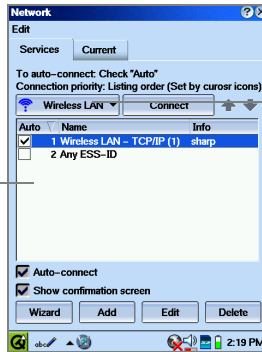 Network
Edit
Services Current
To auto-connect: Check "Auto"
Connection priority: Listing order (Set by curosr icons)
Wireless LAN Connect
Auto Name Info
1 Wireless LAN - TCP/IP (1) sharp
2 Any ESS-ID
Auto-connect
Show confirmation screen
Wizard Add Edit Delete
abc 2:19 PM